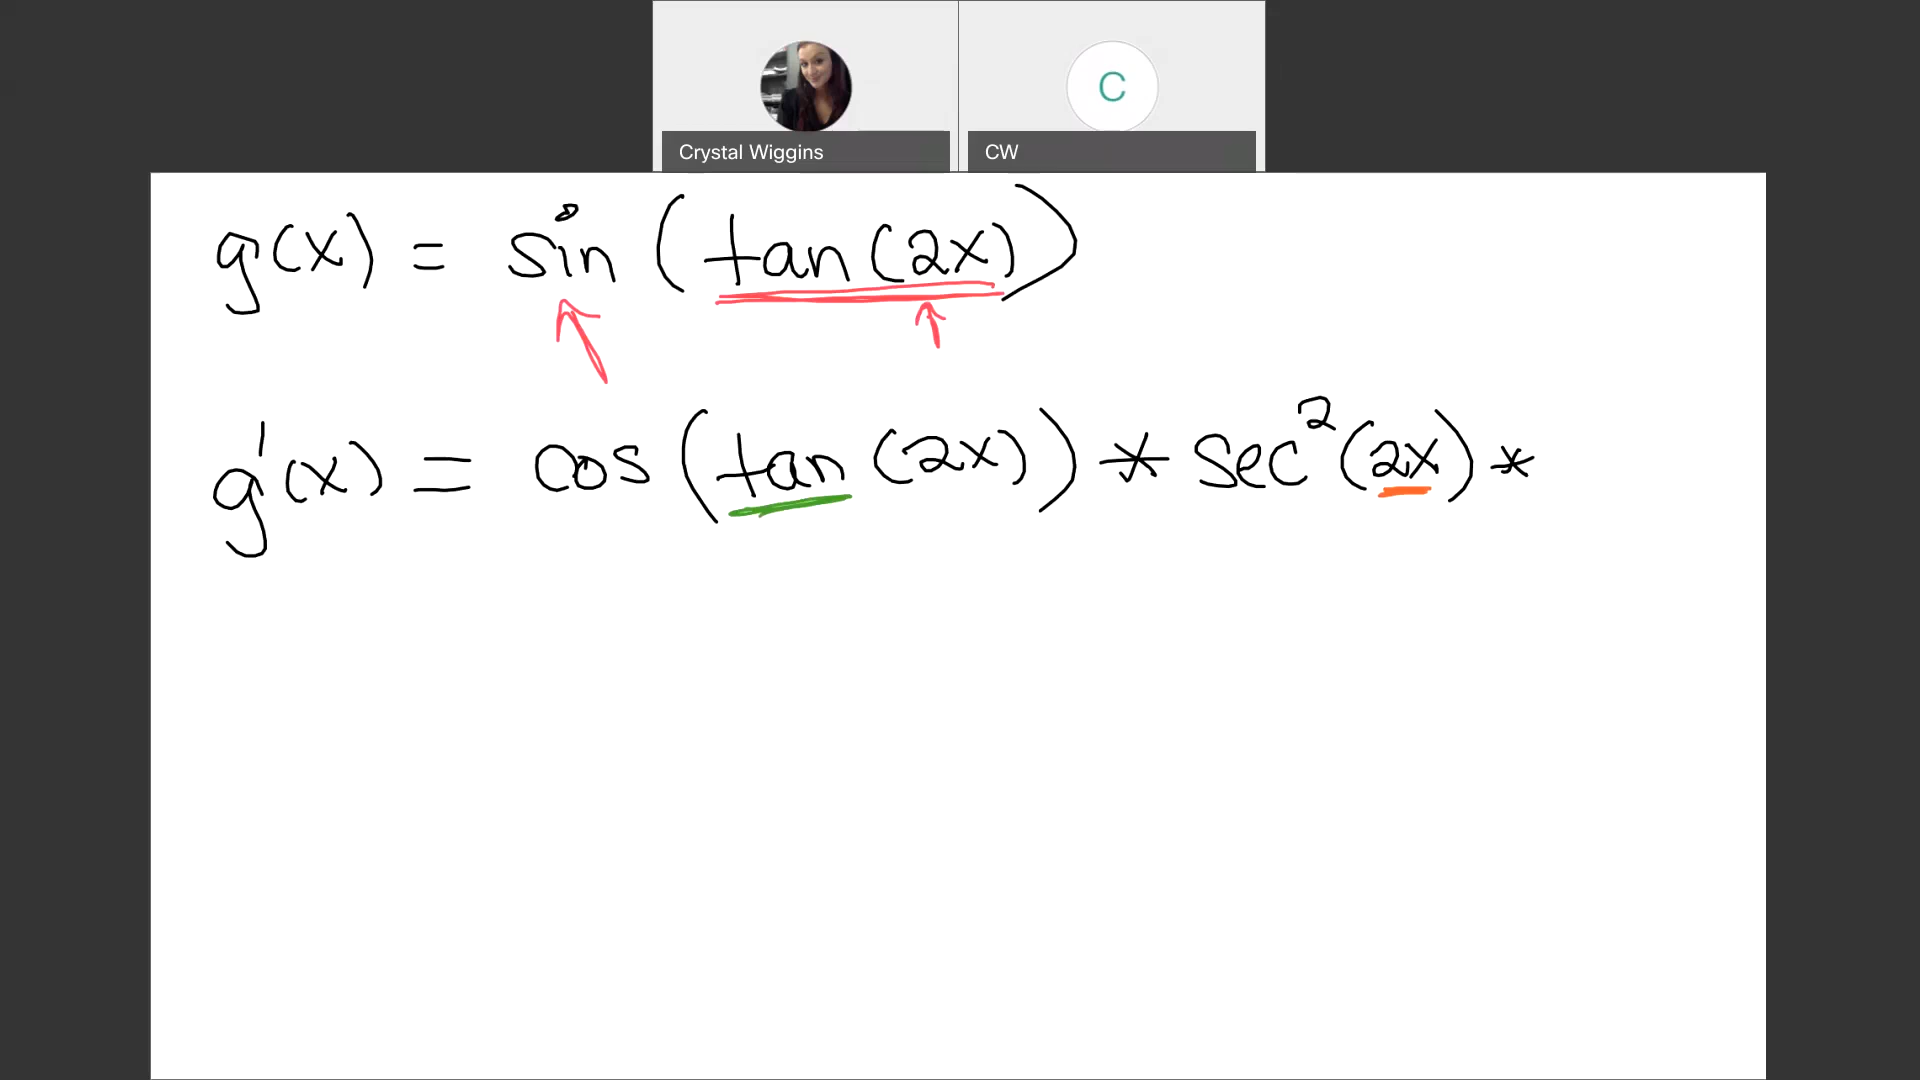 Crystal Wiggins
C
CW
g(x) = sin (tan(2x))
g'(x) = cos (tan (2x)) * sec² (2x) *